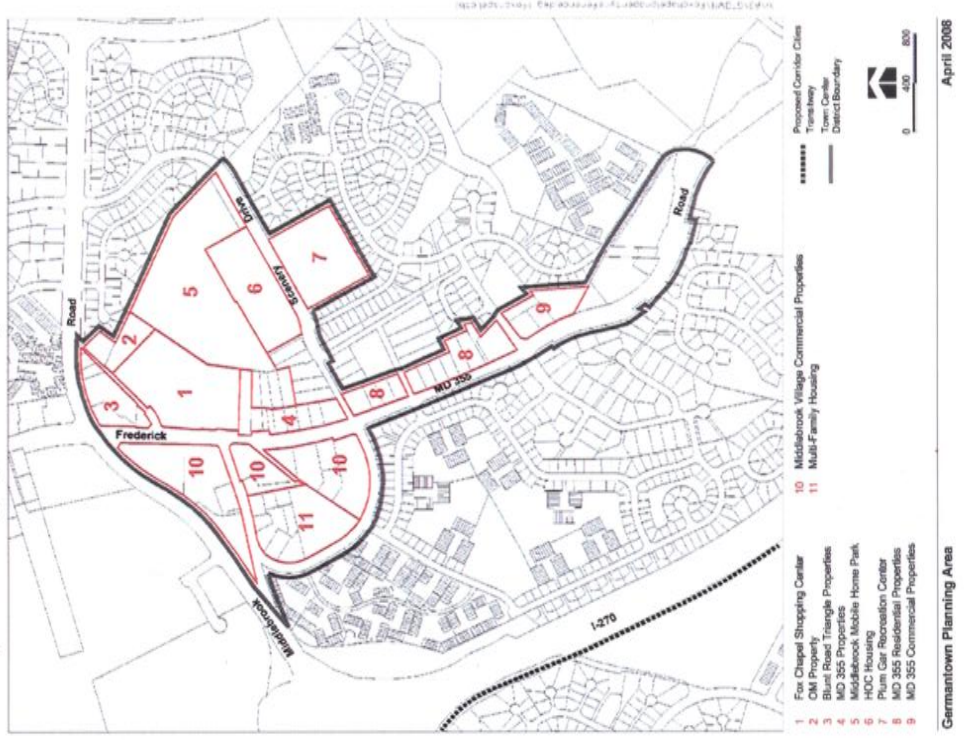 Middlebrook
Road
Frederick
MD 355
Scenery
Drive
Road
I-270
1
2
3
4
5
6
7
8
8
9
10
10
10
11
1 Fox Chapel Shopping Center
2 OM Property
3 Blunt Road Triangle Properties
4 MD 355 Properties
5 Middlebrook Mobile Home Park
6 HOC Housing
7 Plum Gar Recreation Center
8 MD 355 Residential Properties
9 MD 355 Commercial Properties
10 Middlebrook Village Commercial Properties
11 Multi-Family Housing
Proposed Corridor Cities
Transitway
Town Center
District Boundary
0 400 800
Germantown Planning Area
April 2008